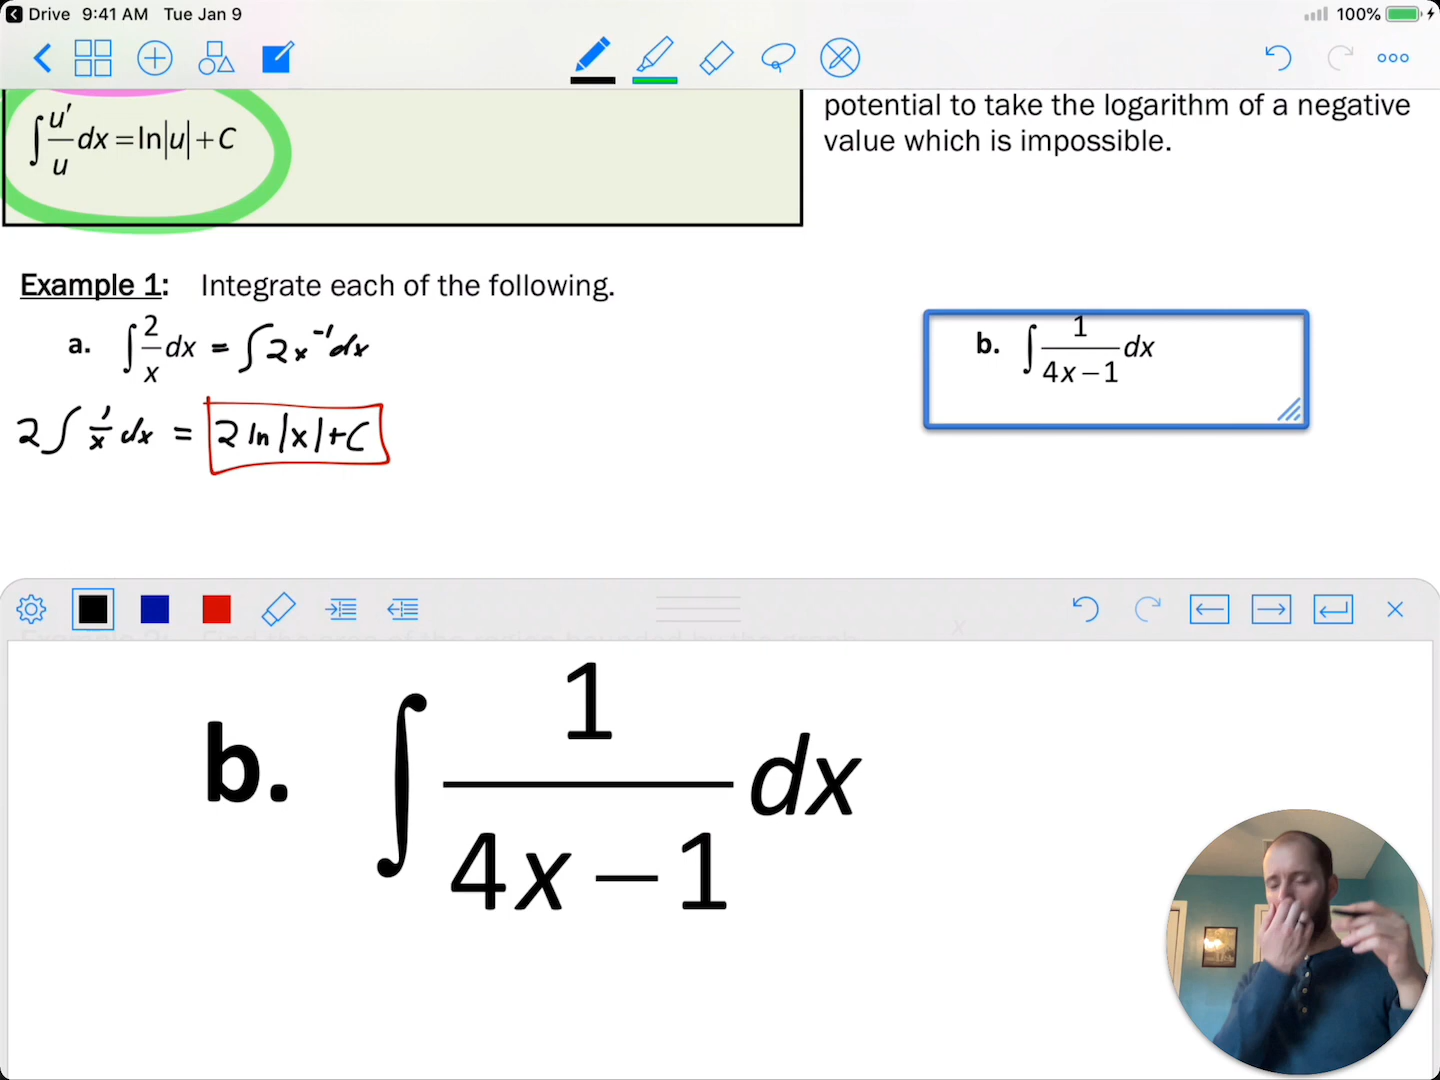 Drive 9:41 AM Tue Jan 9
100%
∫ u'/u dx = ln|u| + C
potential to take the logarithm of a negative
value which is impossible.
Example 1: Integrate each of the following.
a. ∫ 2/x dx = ∫ 2x⁻¹ dx
2 ∫ 1/x dx = 2 ln|x| + C
b. ∫ 1/(4x − 1) dx
b. ∫ 1/(4x − 1) dx